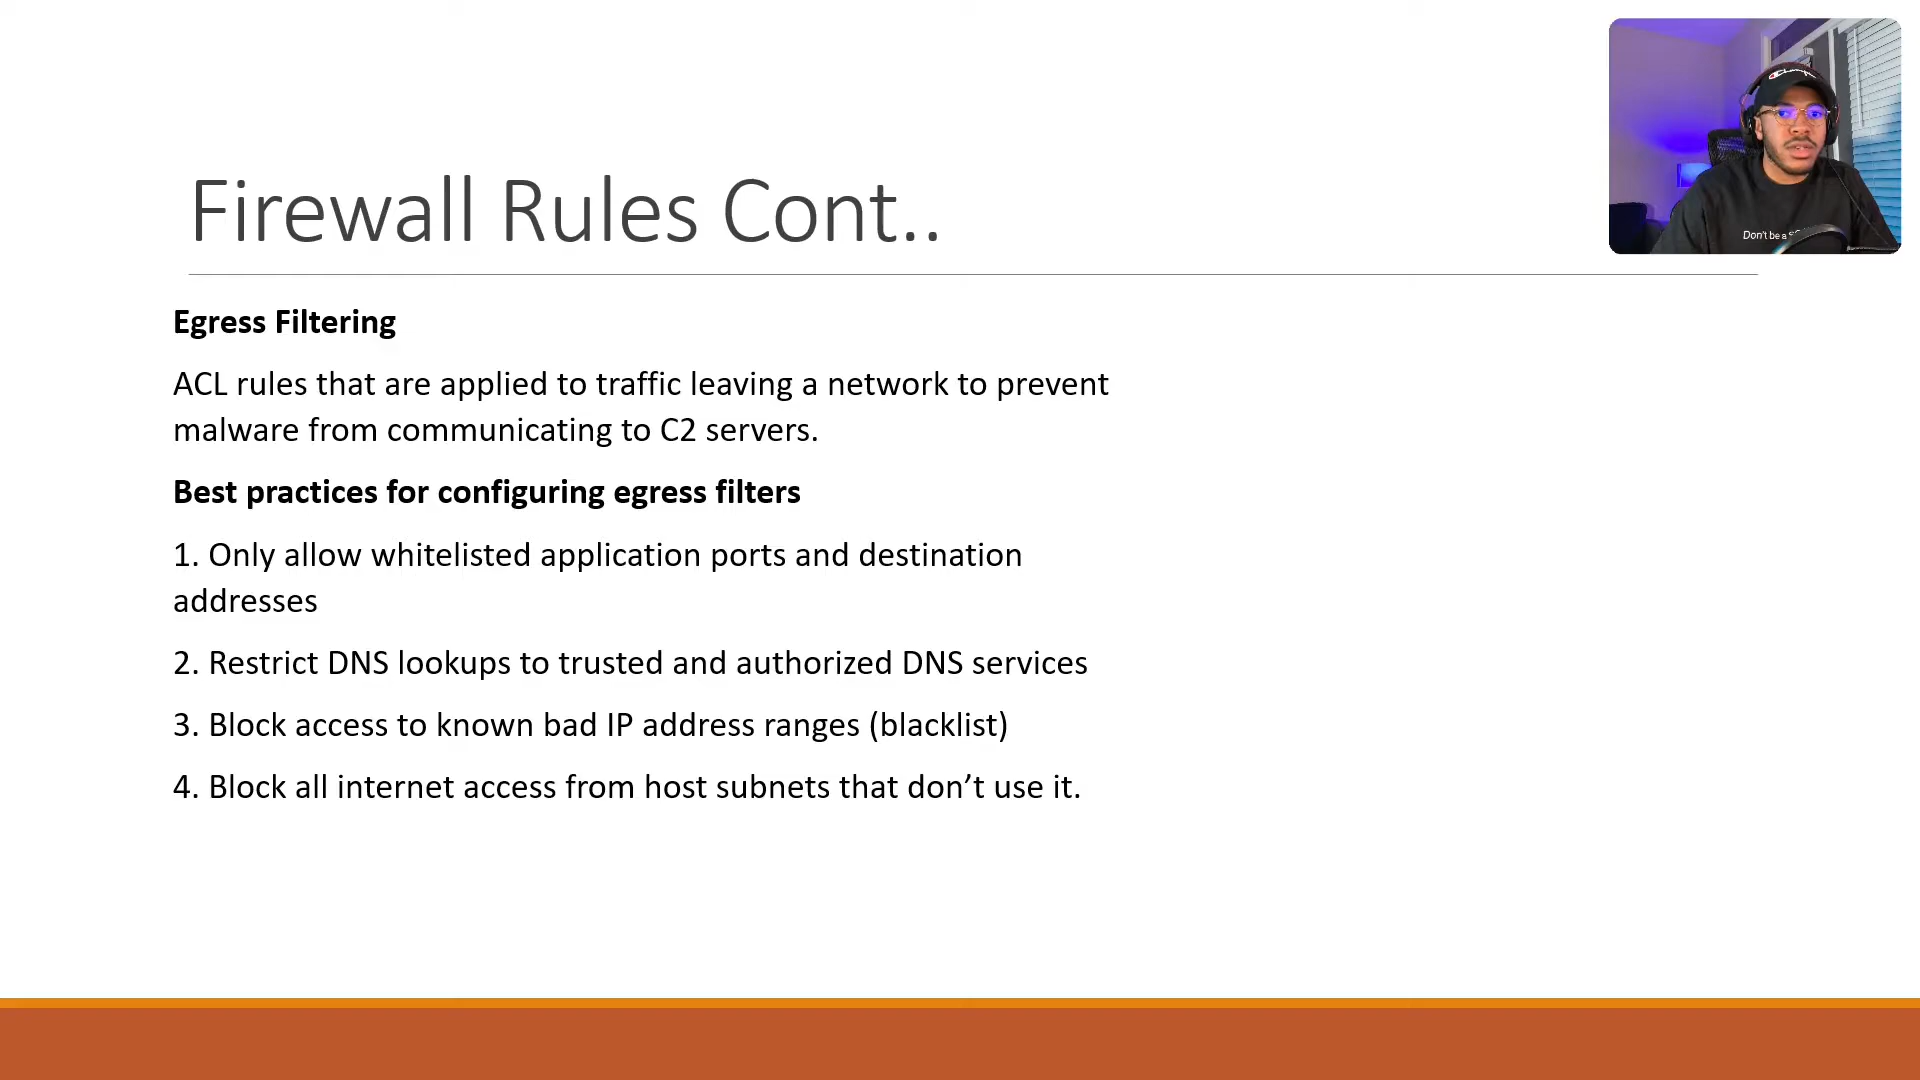 Champion
Firewall Rules Cont..
Don't be a
Egress Filtering
ACL rules that are applied to traffic leaving a network to prevent
malware from communicating to C2 servers.
Best practices for configuring egress filters
1. Only allow whitelisted application ports and destination
addresses
2. Restrict DNS lookups to trusted and authorized DNS services
3. Block access to known bad IP address ranges (blacklist)
4. Block all internet access from host subnets that don’t use it.